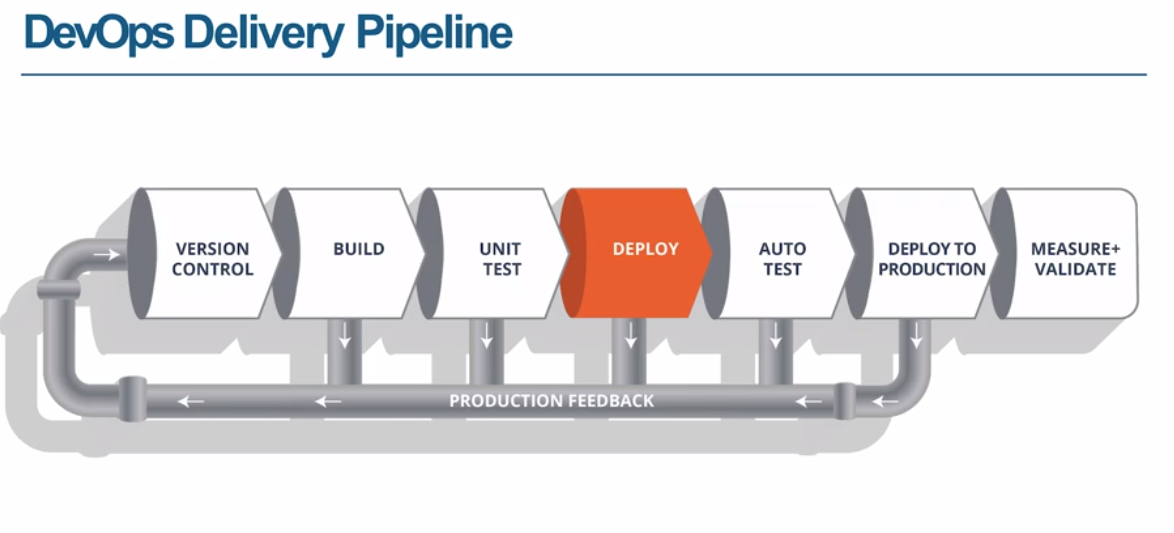 DevOps Delivery Pipeline
VERSION
CONTROL
BUILD
UNIT
TEST
DEPLOY
AUTO
TEST
DEPLOY TO
PRODUCTION
MEASURE+
VALIDATE
PRODUCTION FEEDBACK